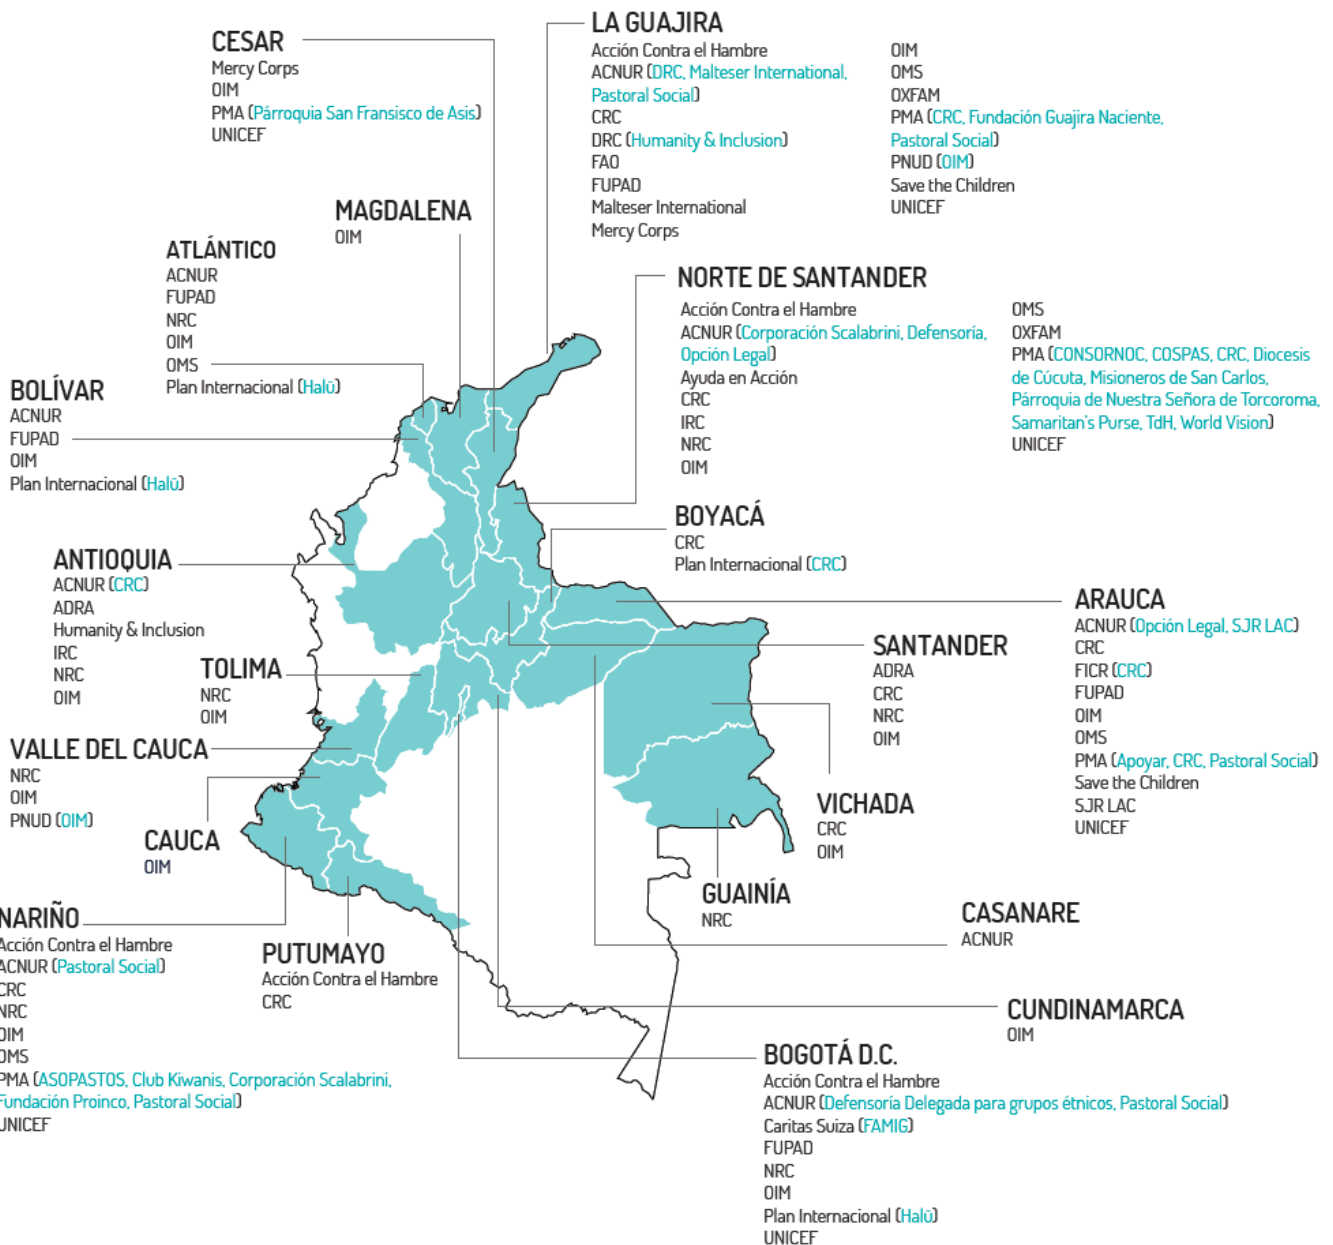 CESAR
Mercy Corps
OIM
PMA (Párroquia San Fransisco de Asis)
UNICEF
LA GUAJIRA
Acción Contra el Hambre
ACNUR (DRC, Malteser International,
Pastoral Social)
CRC
DRC (Humanity & Inclusion)
FAO
FUPAD
Malteser International
Mercy Corps
OIM
OMS
OXFAM
PMA (CRC, Fundación Guajira Naciente,
Pastoral Social)
PNUD (OIM)
Save the Children
UNICEF
MAGDALENA
OIM
ATLÁNTICO
ACNUR
FUPAD
NRC
OIM
OMS
Plan Internacional (Halü)
NORTE DE SANTANDER
Acción Contra el Hambre
ACNUR (Corporación Scalabrini, Defensoría,
Opción Legal)
Ayuda en Acción
CRC
IRC
NRC
OIM
OMS
OXFAM
PMA (CONSORNOC, COSPAS, CRC, Diocesis
de Cúcuta, Misioneros de San Carlos,
Párroquia de Nuestra Señora de Torcoroma,
Samaritan's Purse, TdH, World Vision)
UNICEF
BOLÍVAR
ACNUR
FUPAD
OIM
Plan Internacional (Halü)
BOYACÁ
CRC
Plan Internacional (CRC)
ANTIOQUIA
ACNUR (CRC)
ADRA
Humanity & Inclusion
IRC
NRC
OIM
ARAUCA
ACNUR (Opción Legal, SJR LAC)
CRC
FICR (CRC)
FUPAD
OIM
OMS
PMA (Apoyar, CRC, Pastoral Social)
Save the Children
SJR LAC
UNICEF
TOLIMA
NRC
OIM
SANTANDER
ADRA
CRC
NRC
OIM
VALLE DEL CAUCA
NRC
OIM
PNUD (OIM)
CAUCA
OIM
VICHADA
CRC
OIM
GUAINÍA
NRC
NARIÑO
Acción Contra el Hambre
ACNUR (Pastoral Social)
CRC
NRC
OIM
OMS
PMA (ASOPASTOS, Club Kiwanis, Corporación Scalabrini,
Fundación Proinco, Pastoral Social)
UNICEF
PUTUMAYO
Acción Contra el Hambre
CRC
CASANARE
ACNUR
CUNDINAMARCA
OIM
BOGOTÁ D.C.
Acción Contra el Hambre
ACNUR (Defensoría Delegada para grupos étnicos, Pastoral Social)
Caritas Suiza (FAMIG)
FUPAD
NRC
OIM
Plan Internacional (Halü)
UNICEF